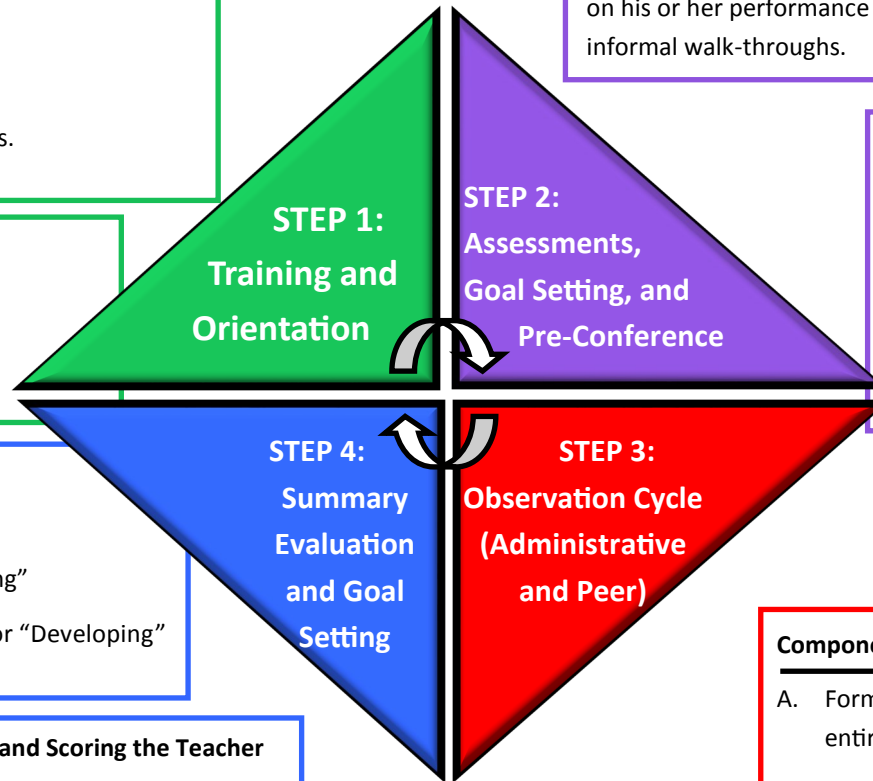 on his or her performance
informal walk-throughs.
s.
STEP 1:
Training and
Orientation
STEP 2:
Assessments,
Goal Setting, and
Pre-Conference
STEP 4:
Summary
Evaluation
and Goal
Setting
STEP 3:
Observation Cycle
(Administrative
and Peer)
ng”
or “Developing”
and Scoring the Teacher
Compone
A. Form
entir